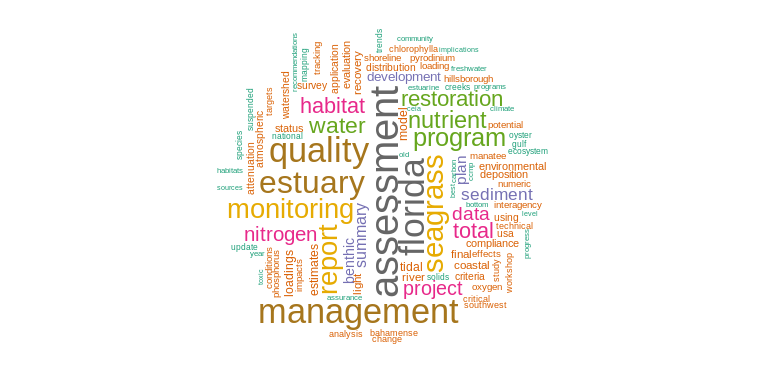 community
trends
implications
recommendations
chlorophylla
mapping
tracking
application
evaluation
recovery
shoreline
pyrodinium
distribution
loading
freshwater
development
hillsborough
survey
watershed
targets
suspended
estuarine
creeks
programs
habitat
restoration
cela
climate
assessment
model
nutrient
potential
water
status
national
atmospheric
species
program
oyster
gulf
ecosystem
quality
old
manatee
environmental
plan
carbon
ccmp
deposition
habitats
sources
attenuation
estuary
florida
seagrass
best
numeric
sediment
bottom
interagency
level
monitoring
data
using
technical
nitrogen
report
summary
benthic
total
usa
progress
update
year
compliance
final
effects
conditions
phosphorus
toxic
loadings
impacts
estimates
light
tidal
coastal
river
solids
criteria
study
workshop
project
oxygen
assurance
management
critical
southwest
analysis
bahamense
change